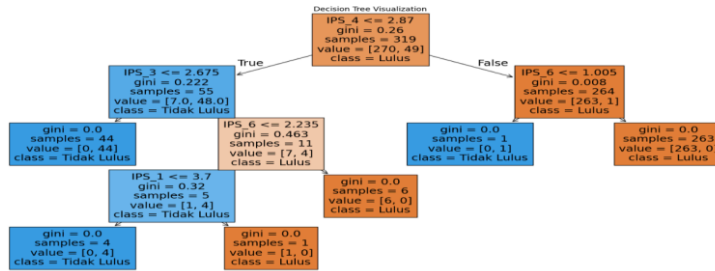 Decision Tree Visualization
IPS_4 <= 2.87
gini = 0.26
samples = 319
value = [270, 49]
class = Lulus
True
False
IPS_3 <= 2.675
gini = 0.222
samples = 55
value = [7.0, 48.0]
class = Tidak Lulus
IPS_6 <= 1.005
gini = 0.008
samples = 264
value = [263, 1]
class = Lulus
gini = 0.0
samples = 44
value = [0, 44]
class = Tidak Lulus
IPS_6 <= 2.235
gini = 0.463
samples = 11
value = [7, 4]
class = Lulus
gini = 0.0
samples = 1
value = [0, 1]
class = Tidak Lulus
gini = 0.0
samples = 263
value = [263, 0
class = Lulus
IPS_1 <= 3.7
gini = 0.32
samples = 5
value = [1, 4]
class = Tidak Lulus
gini = 0.0
samples = 6
value = [6, 0]
class = Lulus
gini = 0.0
samples = 4
value = [0, 4]
class = Tidak Lulus
gini = 0.0
samples = 1
value = [1, 0]
class = Lulus